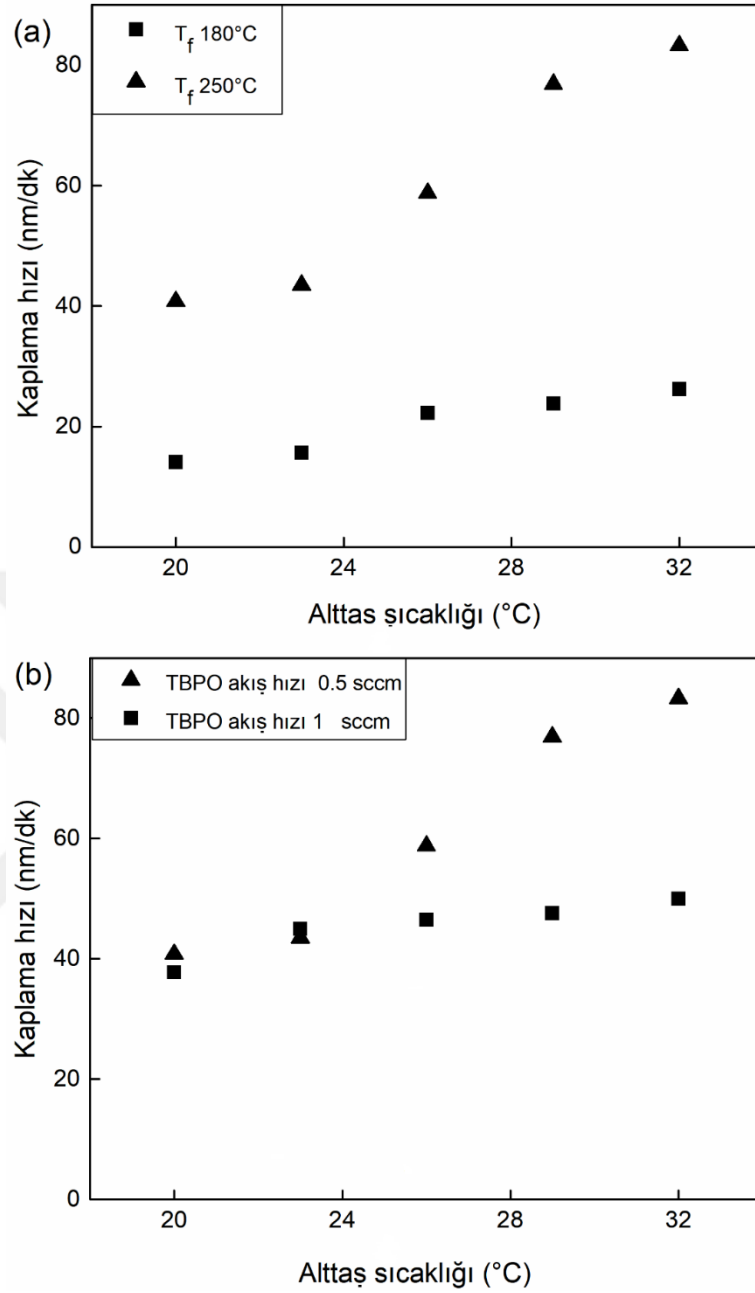 (a)
T_f 180°C
T_f 250°C
80
60
40
20
0
Kaplama hızı (nm/dk)
20 24 28 32
Alttas şıcaklığı (°C)
(b)
TBPO akış hızı 0.5 sccm
TBPO akış hızı 1 sccm
80
60
40
20
0
Kaplama hızı (nm/dk)
20 24 28 32
Alttaş sıcaklığı (°C)